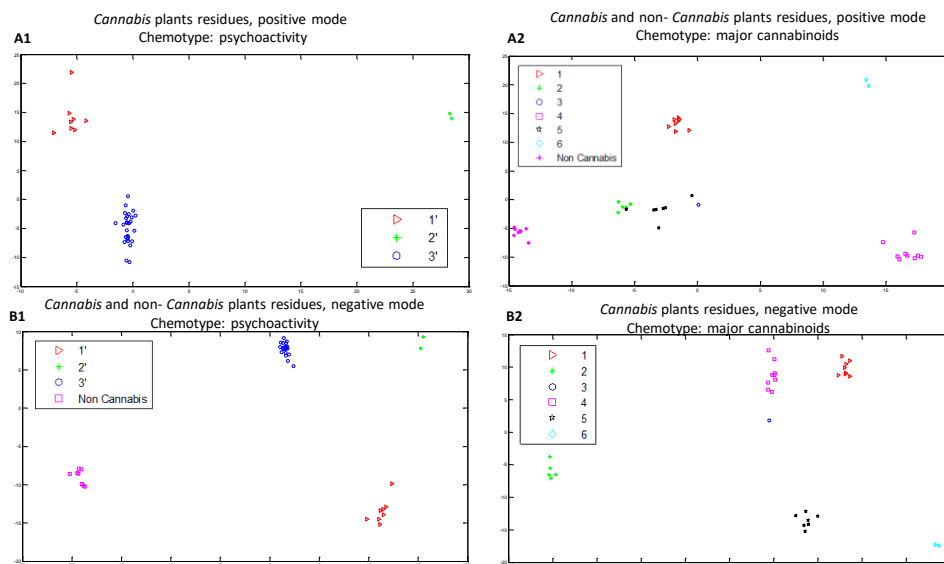 Cannabis plants residues, positive mode
Chemotype: psychoactivity
A1
1'
2'
3'
Cannabis and non- Cannabis plants residues, positive mode
Chemotype: major cannabinoids
A2
1
2
3
4
5
6
Non Cannabis
Cannabis and non- Cannabis plants residues, negative mode
Chemotype: psychoactivity
B1
1'
2'
3'
Non Cannabis
Cannabis plants residues, negative mode
Chemotype: major cannabinoids
B2
1
2
3
4
5
6